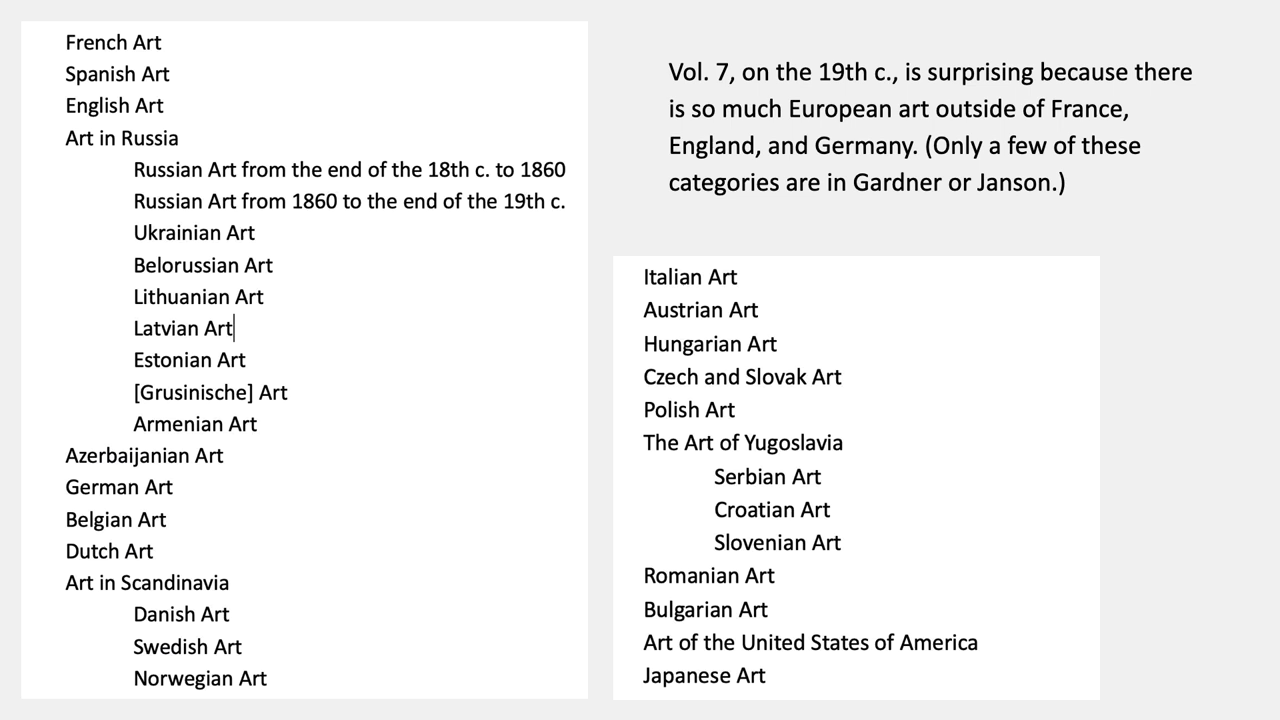 French Art
Spanish Art
English Art
Art in Russia
Russian Art from the end of the 18th c. to 1860
Russian Art from 1860 to the end of the 19th c.
Ukrainian Art
Belorussian Art
Lithuanian Art
Latvian Art
Estonian Art
[Grusinische] Art
Armenian Art
Azerbaijanian Art
German Art
Belgian Art
Dutch Art
Art in Scandinavia
Danish Art
Swedish Art
Norwegian Art
Vol. 7, on the 19th c., is surprising because there
is so much European art outside of France,
England, and Germany. (Only a few of these
categories are in Gardner or Janson.)
Italian Art
Austrian Art
Hungarian Art
Czech and Slovak Art
Polish Art
The Art of Yugoslavia
Serbian Art
Croatian Art
Slovenian Art
Romanian Art
Bulgarian Art
Art of the United States of America
Japanese Art